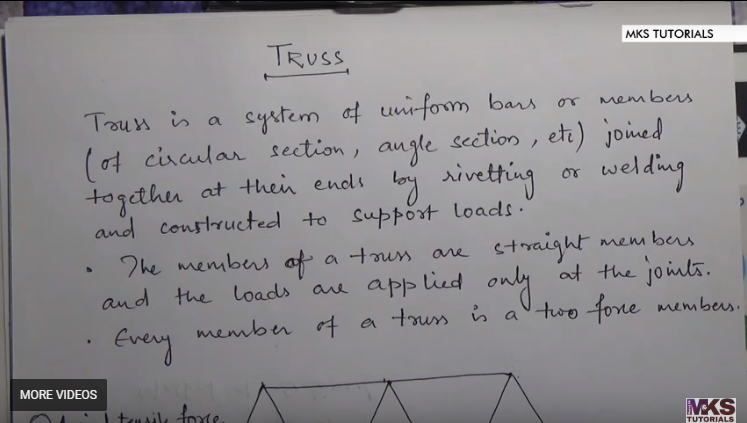 MKS TUTORIALS
TRUSS
Truss is a system of uniform bars or members
(of circular section, angle section, etc) joined
together at their ends by rivetting or welding
and constructed to support loads.
• The members of a truss are straight members
and the loads are applied only at the joints.
• Every member of a truss is a two force members.
MORE VIDEOS
tensile force
MKS
TUTORIALS